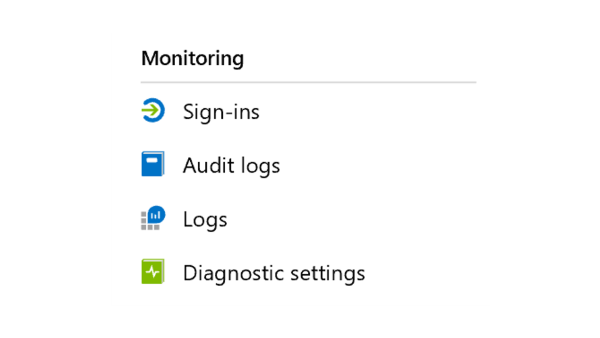 Monitoring
Sign-ins
Audit logs
Logs
Diagnostic settings